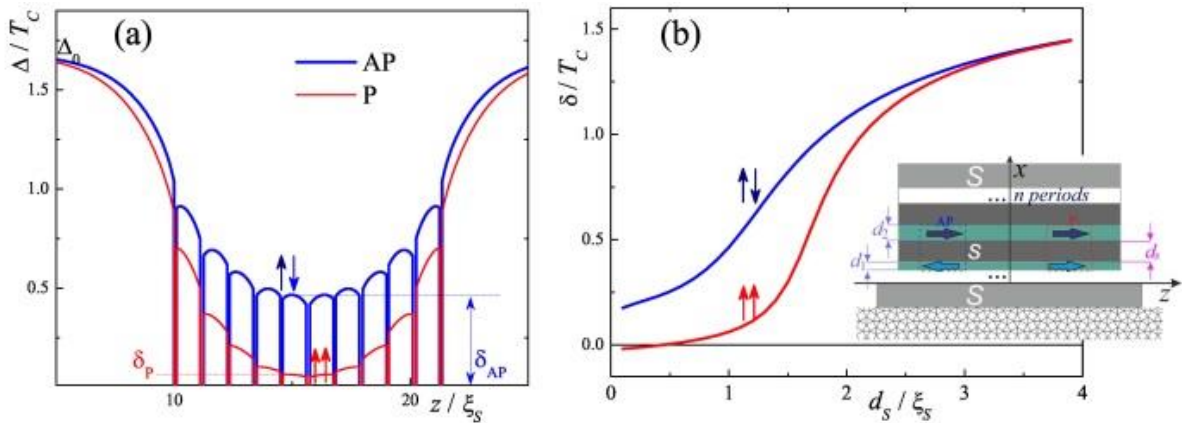 Δ / T_C
(a)
Δ_0
AP
P
1.5
1.0
0.5
δ_P
δ_AP
10
20
z / ξ_S
(b)
δ / T_C
1.5
1.0
0.5
0.0
0
1
2
3
4
d_S / ξ_S
S
x
... n periods
AP
d_2
s
d_s
d_1
...
z
S